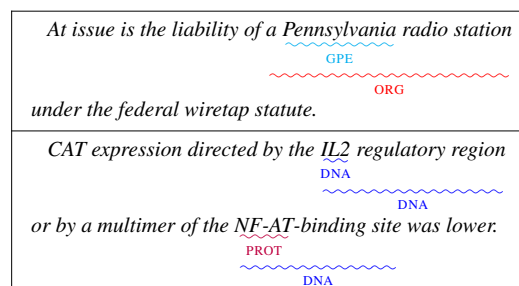 At issue is the liability of a Pennsylvania radio station
GPE
ORG
under the federal wiretap statute.
CAT expression directed by the IL2 regulatory region
DNA
DNA
or by a multimer of the NF-AT-binding site was lower.
PROT
DNA